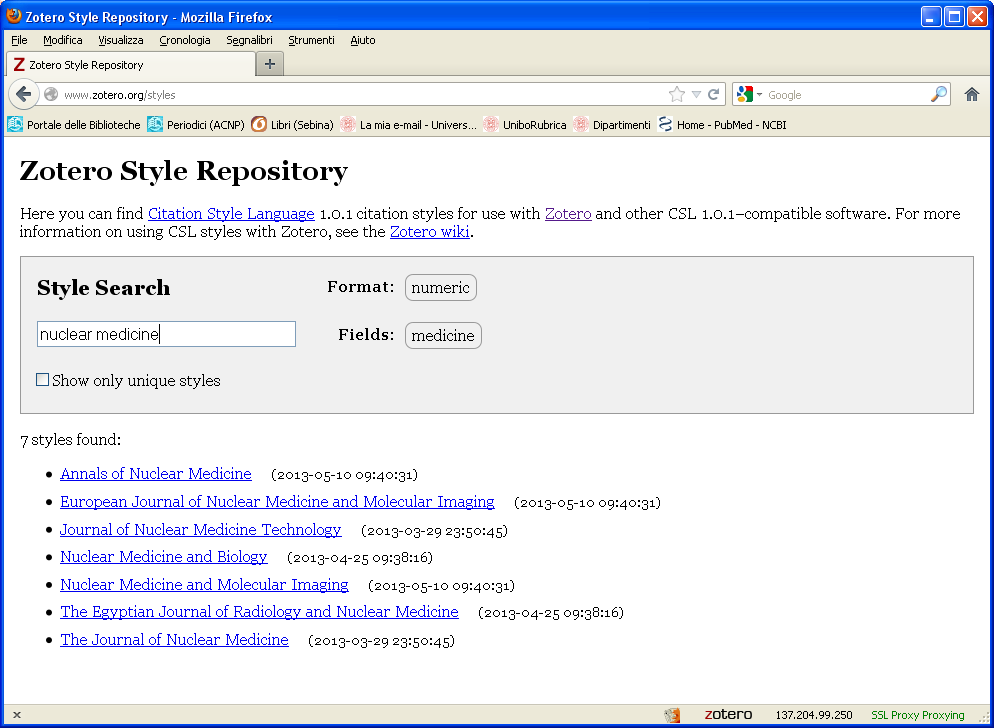 Zotero Style Repository - Mozilla Firefox
File Modifica Visualizza Cronologia Segnalibri Strumenti Aiuto
Z Zotero Style Repository +
www.zotero.org/styles Google
Portale delle Biblioteche Periodici (ACNP) Libri (Sebina) La mia e-mail - Univers... UniboRubrica Dipartimenti Home - PubMed - NCBI
Zotero Style Repository
Here you can find Citation Style Language 1.0.1 citation styles for use with Zotero and other CSL 1.0.1–compatible software. For more
information on using CSL styles with Zotero, see the Zotero wiki.
Style Search Format: numeric
nuclear medicine Fields: medicine
Show only unique styles
7 styles found:
• Annals of Nuclear Medicine (2013-05-10 09:40:31)
• European Journal of Nuclear Medicine and Molecular Imaging (2013-05-10 09:40:31)
• Journal of Nuclear Medicine Technology (2013-03-29 23:50:45)
• Nuclear Medicine and Biology (2013-04-25 09:38:16)
• Nuclear Medicine and Molecular Imaging (2013-05-10 09:40:31)
• The Egyptian Journal of Radiology and Nuclear Medicine (2013-04-25 09:38:16)
• The Journal of Nuclear Medicine (2013-03-29 23:50:45)
x zotero 137.204.99.250 SSL Proxy Proxying